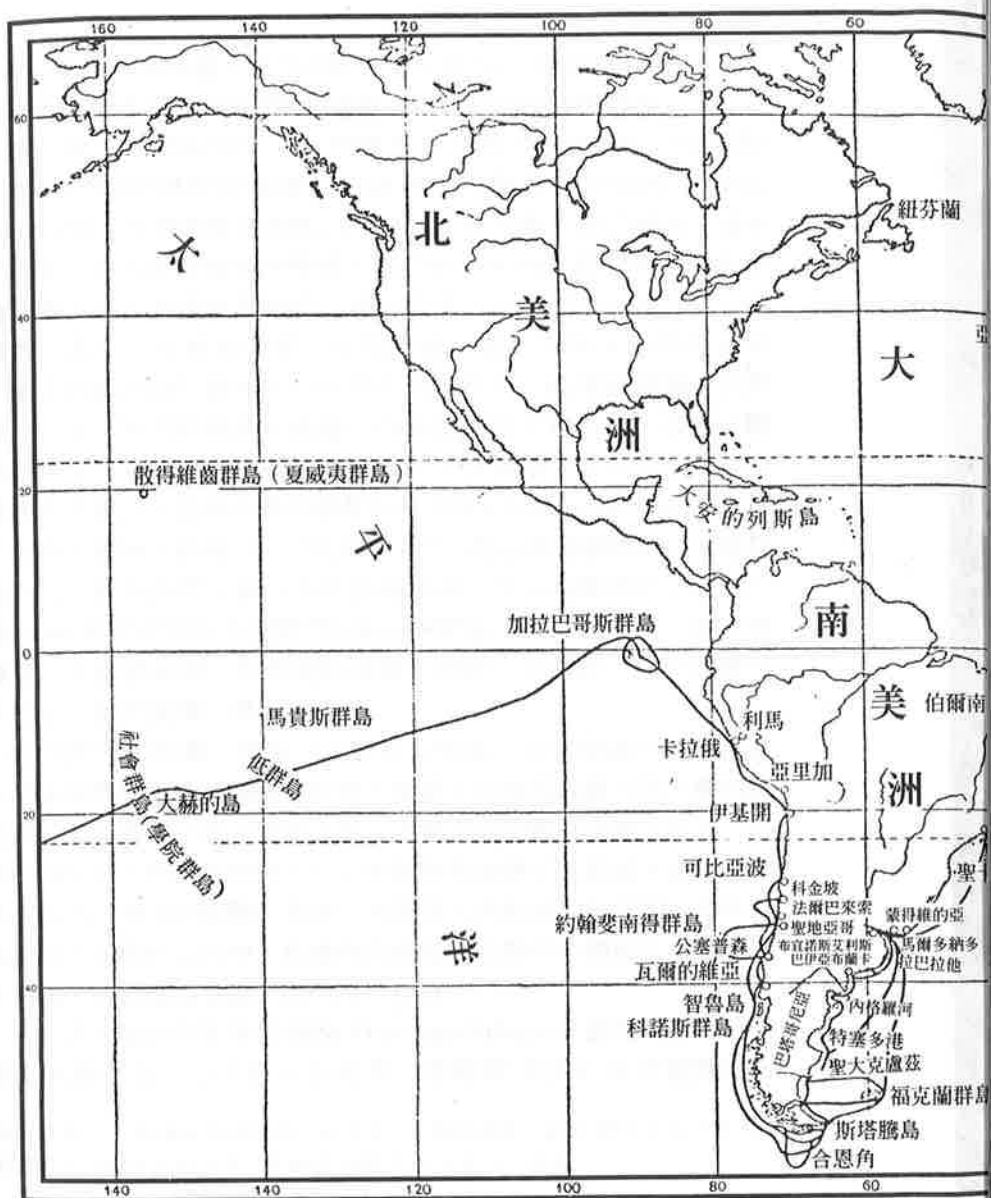 160 140 120 100 80 60
60
40
20
0
20
40
北美洲
紐芬蘭
太平洋
大
亞
散得維齒群島（夏威夷群島）
大安的列斯島
南美洲
加拉巴哥斯群島
伯爾南
馬貴斯群島
利馬
卡拉俄
低群島
社會群島(學院群島)
大赫的島
亞里加
伊基開
可比亞波
聖
科金坡
法爾巴來索
約翰斐南得群島
聖地亞哥
蒙得維的亞
公塞普森
布宜諾斯艾利斯
馬爾多納多
巴伊亞布蘭卡
拉巴拉他
瓦爾的維亞
智魯島
內格羅河
科諾斯群島
巴塔哥尼亞
特塞多港
聖大克盧茲
福克蘭群島
斯塔騰島
合恩角
140 140 120 100 80 60